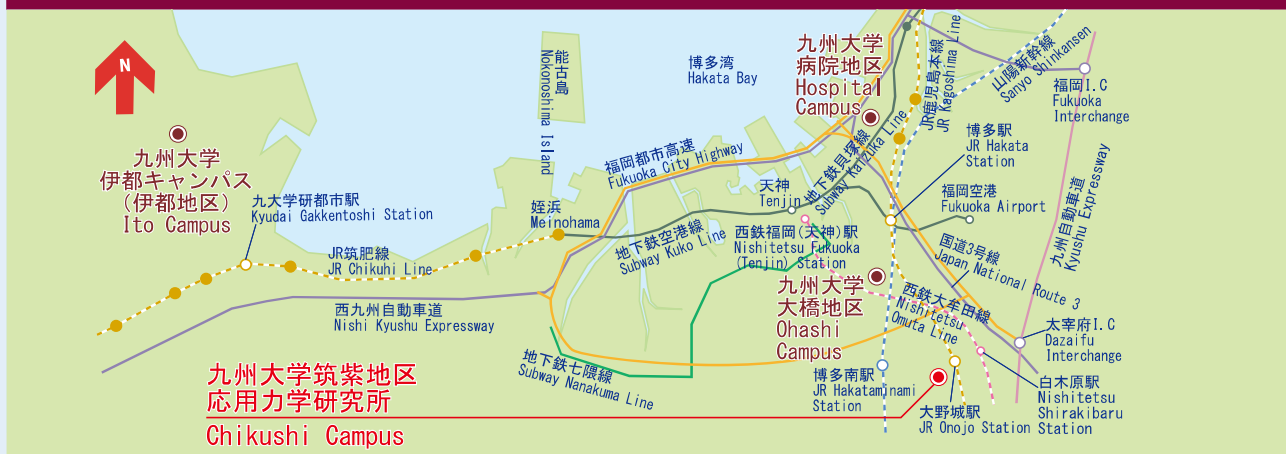 N
九州大学
伊都キャンパス
（伊都地区）
Ito Campus
九大学研都市駅
Kyudai Gakkentoshi Station
JR筑肥線
JR Chikuhi Line
西九州自動車道
Nishi Kyushu Expressway
九州大学筑紫地区
応用力学研究所
Chikushi Campus
能古島
Nokonoshima Island
姪浜
Meinohama
博多湾
Hakata Bay
福岡都市高速
Fukuoka City Highway
地下鉄空港線
Subway Kuko Line
地下鉄七隈線
Subway Nanakuma Line
天神
Tenjin
西鉄福岡(天神)駅
Nishitetsu Fukuoka
(Tenjin) Station
地下鉄貝塚線
Subway Kaizuka Line
九州大学
病院地区
Hospital
Campus
JR鹿児島本線
JR Kagoshima Line
山陽新幹線
Sanyo Shinkansen
福岡I.C
Fukuoka
Interchange
博多駅
JR Hakata
Station
福岡空港
Fukuoka Airport
九州自動車道
Kyushu Expressway
国道3号線
Japan National Route 3
九州大学
大橋地区
Ohashi
Campus
西鉄大牟田線
Nishitetsu
Omuta Line
太宰府I.C
Dazaifu
Interchange
博多南駅
JR Hakataminami
Station
大野城駅
JR Onojo Station
白木原駅
Nishitetsu
Shirakibaru
Station